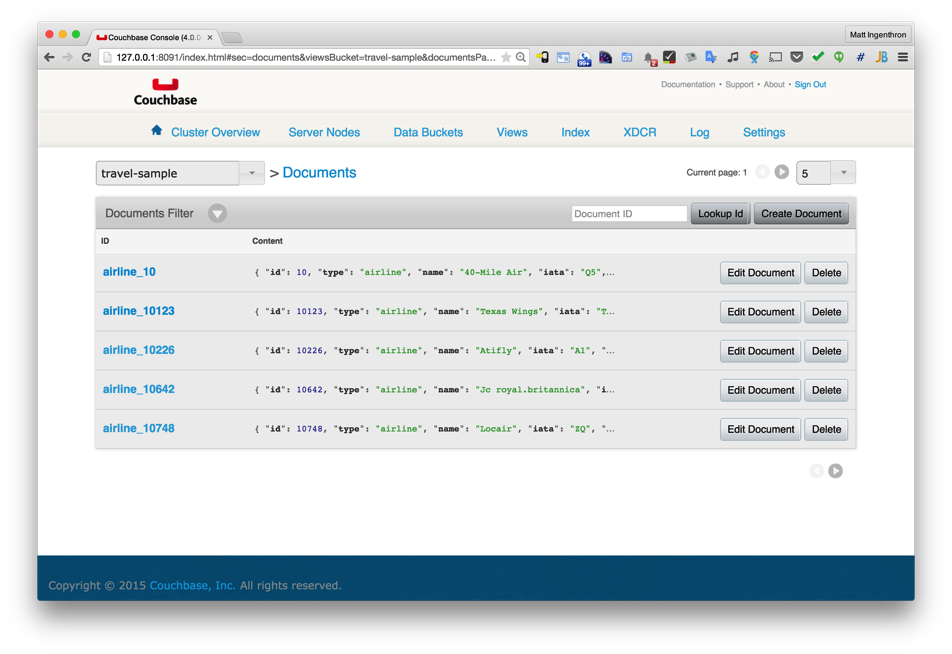 Couchbase Console (4.0.0-
Matt Ingenthron
127.0.0.1:8091/index.html#sec=documents&viewsBucket=travel-sample&documentsPa...
99+
2
#
JB
Documentation • Support • About • Sign Out
Couchbase
Cluster Overview Server Nodes Data Buckets Views Index XDCR Log Settings
travel-sample > Documents Current page: 1 5
Documents Filter Document ID Lookup Id Create Document
ID Content
airline_10 { "id": 10, "type": "airline", "name": "40-Mile Air", "iata": "Q5",... Edit Document Delete
airline_10123 { "id": 10123, "type": "airline", "name": "Texas Wings", "iata": "T... Edit Document Delete
airline_10226 { "id": 10226, "type": "airline", "name": "Atifly", "iata": "A1", "... Edit Document Delete
airline_10642 { "id": 10642, "type": "airline", "name": "Jc royal.britannica", "i... Edit Document Delete
airline_10748 { "id": 10748, "type": "airline", "name": "Locair", "iata": "ZQ", "... Edit Document Delete
Copyright © 2015 Couchbase, Inc. All rights reserved.